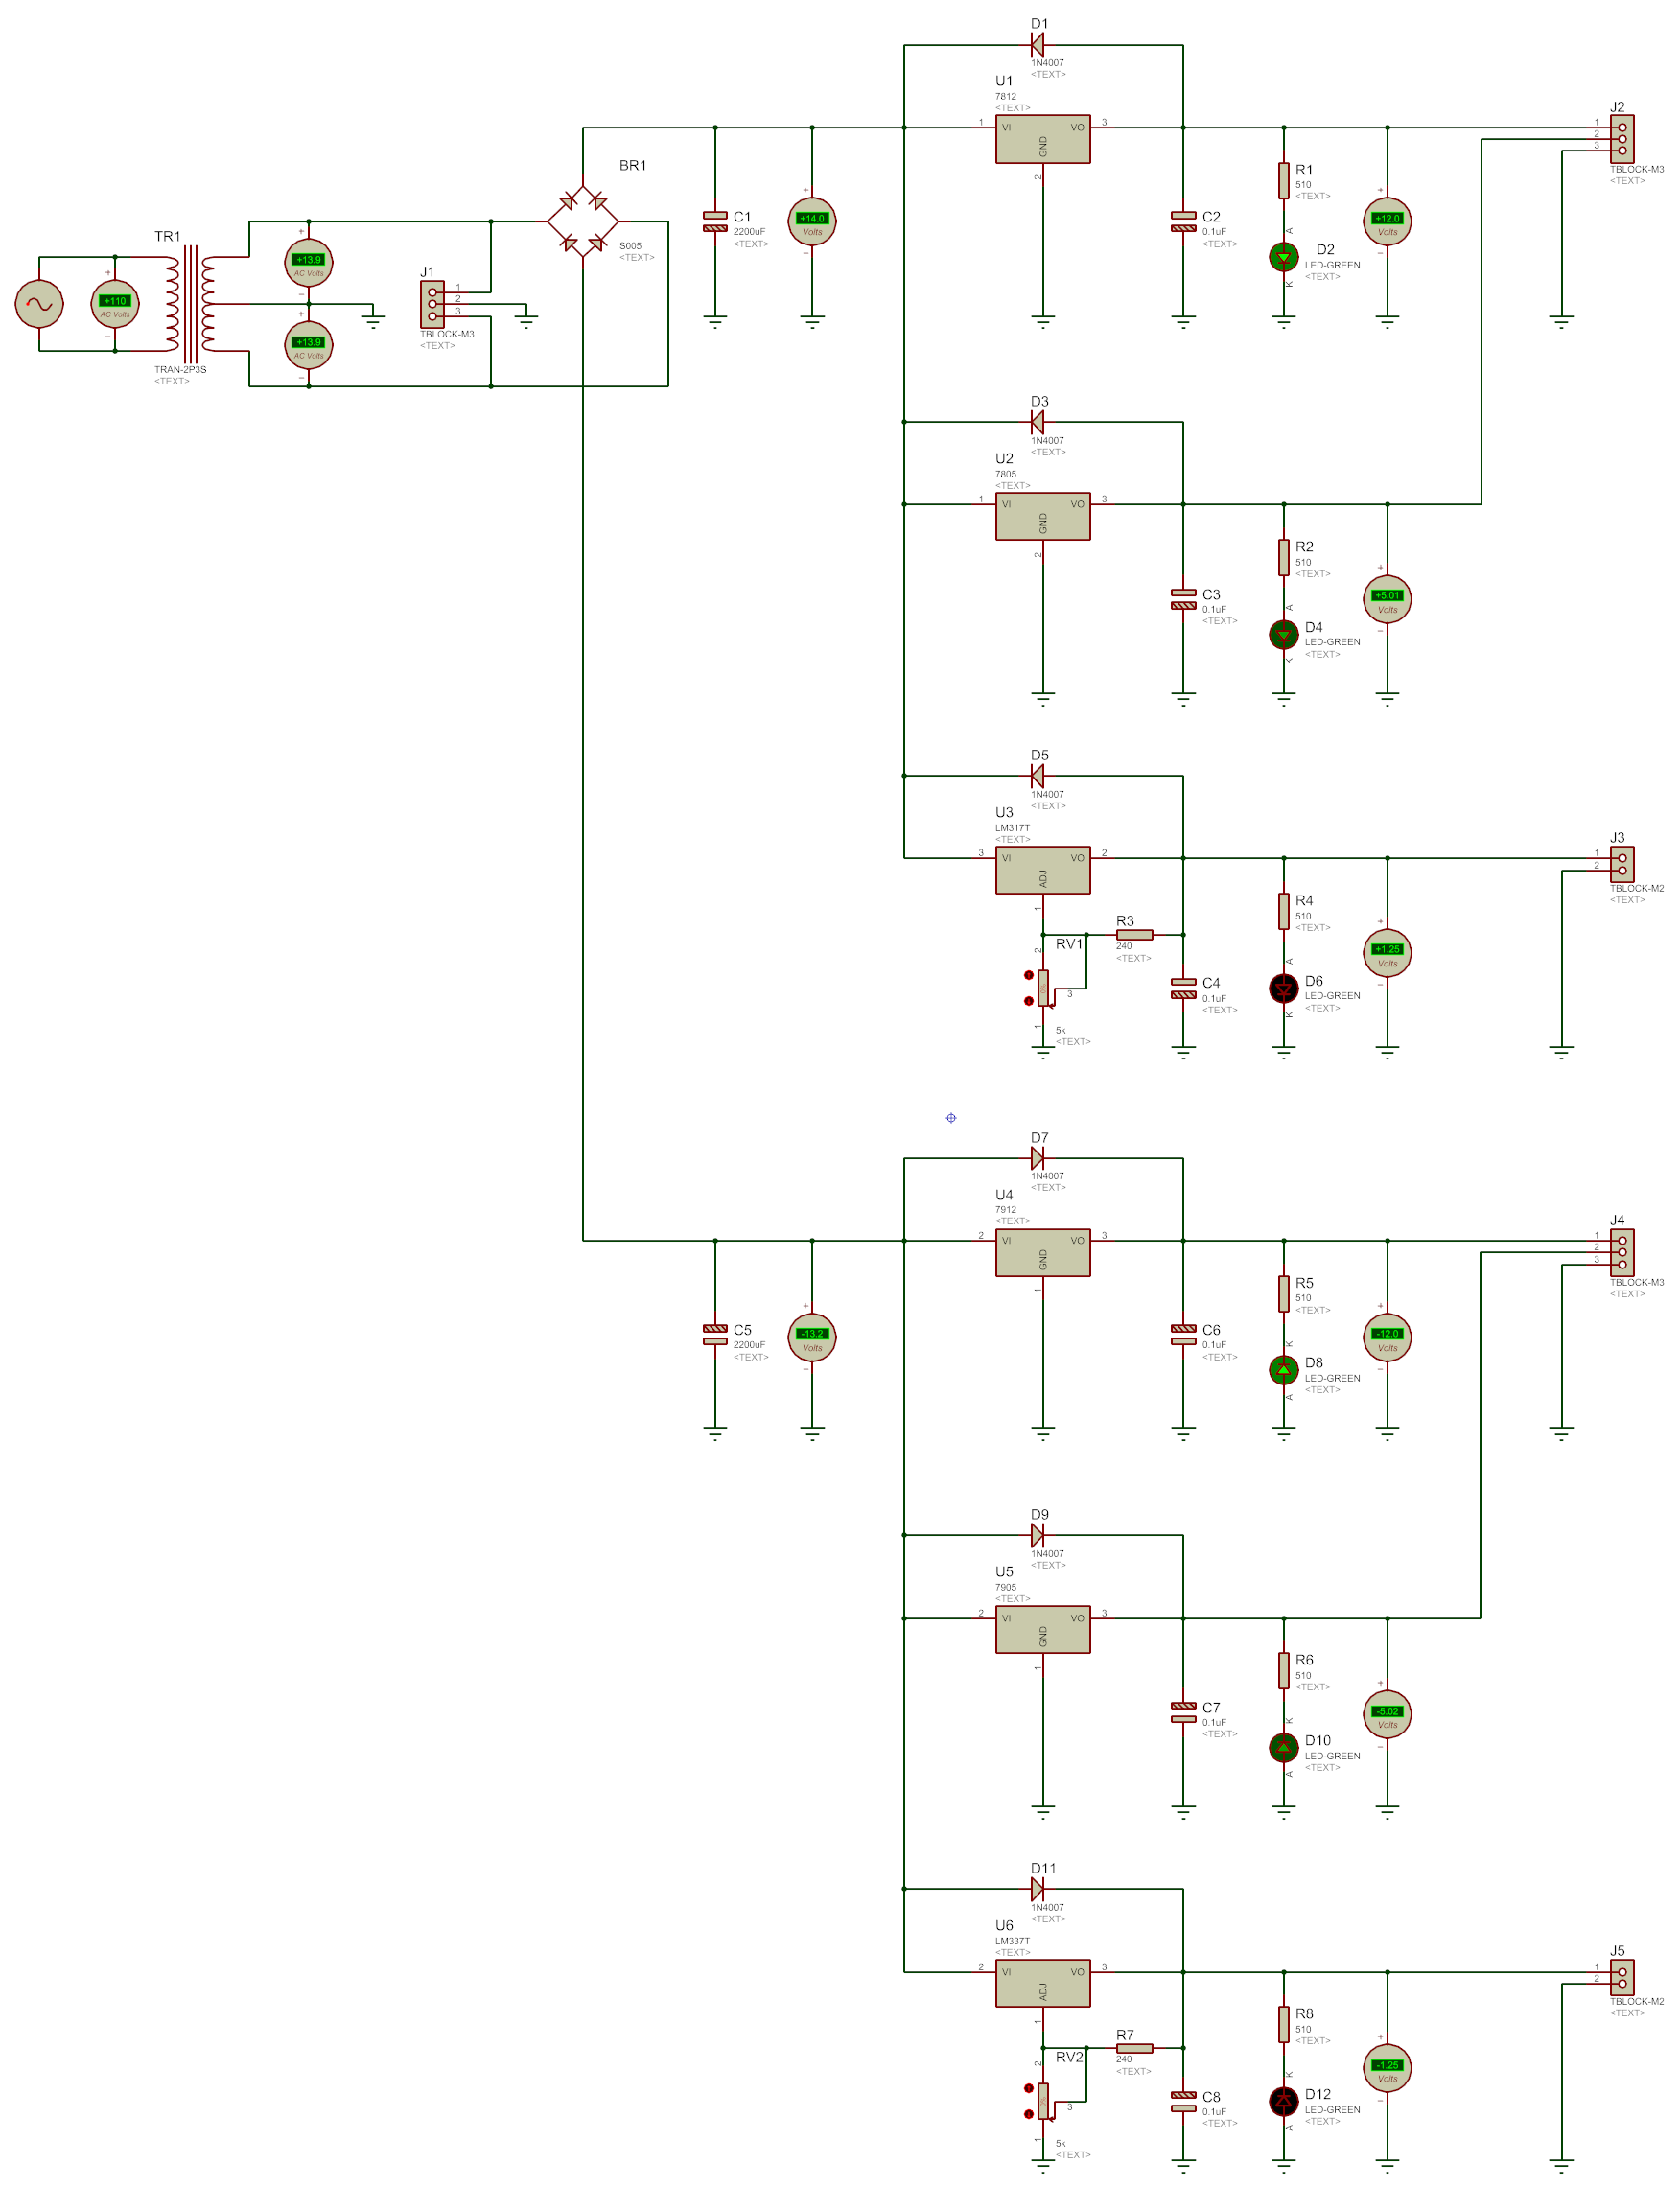 D1
1N4007
<TEXT>
U1
7812
<TEXT>
1
VI
VO
3
GND
2
J2
1
2
3
TBLOCK-M3
<TEXT>
BR1
S005
<TEXT>
C1
2200uF
<TEXT>
+
+14.0
Volts
−
C2
0.1uF
<TEXT>
R1
510
<TEXT>
A
D2
LED-GREEN
<TEXT>
K
+
+12.0
Volts
−
TR1
TRAN-2P3S
<TEXT>
+
+110
AC Volts
−
+
+13.9
AC Volts
−
+
+13.9
AC Volts
−
J1
1
2
3
TBLOCK-M3
<TEXT>
D3
1N4007
<TEXT>
U2
7805
<TEXT>
1
VI
VO
3
GND
2
C3
0.1uF
<TEXT>
R2
510
<TEXT>
A
D4
LED-GREEN
<TEXT>
K
+
+5.01
Volts
−
D5
1N4007
<TEXT>
U3
LM317T
<TEXT>
3
VI
VO
2
ADJ
1
J3
1
2
TBLOCK-M2
<TEXT>
R3
240
<TEXT>
RV1
2
3
1
5k
<TEXT>
C4
0.1uF
<TEXT>
R4
510
<TEXT>
A
D6
LED-GREEN
<TEXT>
K
+
+1.25
Volts
−
D7
1N4007
<TEXT>
U4
7912
<TEXT>
2
VI
VO
3
GND
1
J4
1
2
3
TBLOCK-M3
<TEXT>
C5
2200uF
<TEXT>
+
-13.2
Volts
−
C6
0.1uF
<TEXT>
R5
510
<TEXT>
K
D8
LED-GREEN
<TEXT>
A
+
-12.0
Volts
−
D9
1N4007
<TEXT>
U5
7905
<TEXT>
2
VI
VO
3
GND
1
C7
0.1uF
<TEXT>
R6
510
<TEXT>
K
D10
LED-GREEN
<TEXT>
A
+
-5.02
Volts
−
D11
1N4007
<TEXT>
U6
LM337T
<TEXT>
2
VI
VO
3
ADJ
1
J5
1
2
TBLOCK-M2
<TEXT>
R7
240
<TEXT>
RV2
2
3
1
5k
<TEXT>
C8
0.1uF
<TEXT>
R8
510
<TEXT>
K
D12
LED-GREEN
<TEXT>
A
+
-1.25
Volts
−